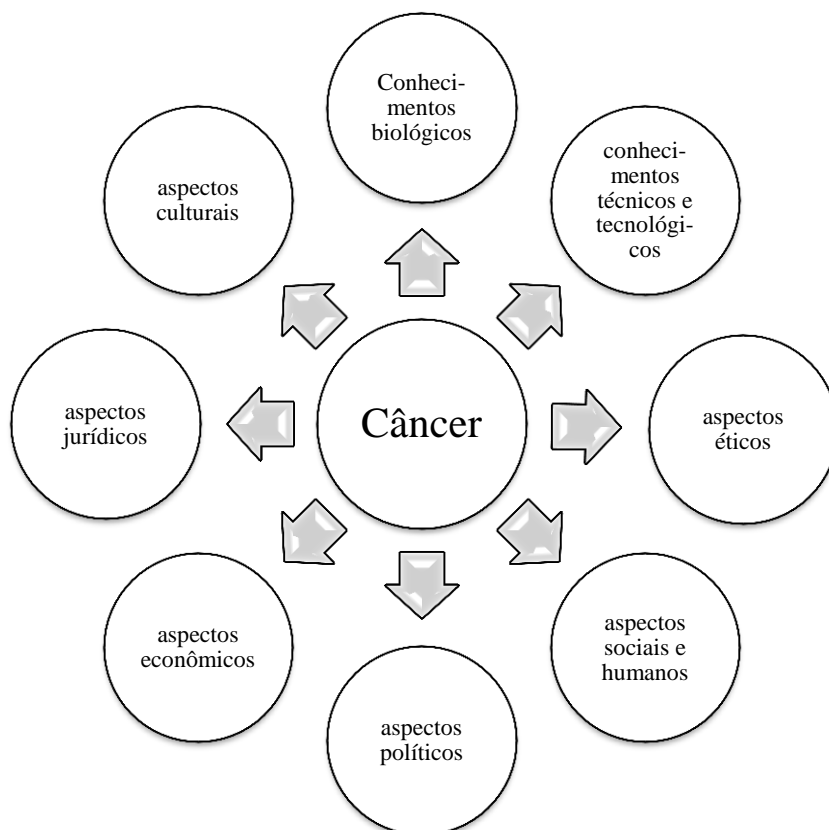 Conheci-
mentos
biológicos
conheci-
mentos
técnicos e
tecnológi-
cos
aspectos
culturais
Câncer
aspectos
jurídicos
aspectos
éticos
aspectos
econômicos
aspectos
sociais e
humanos
aspectos
políticos